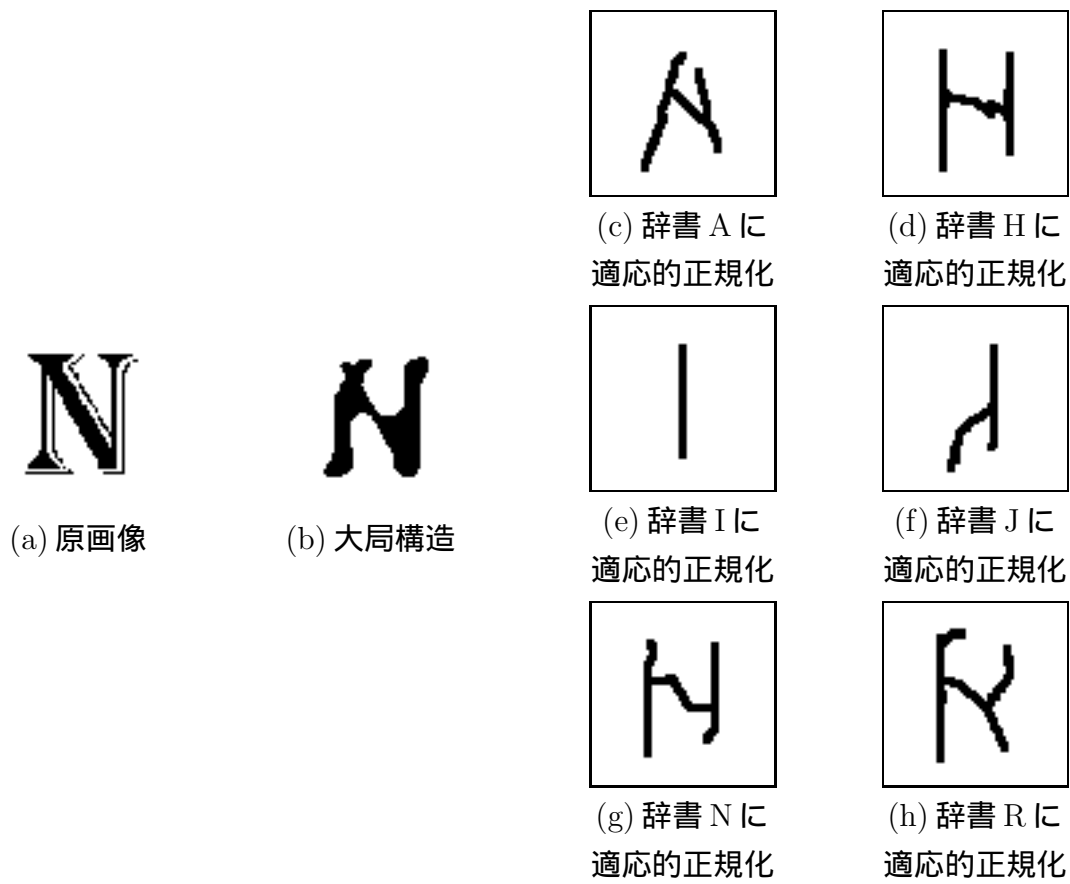 (c) 辞書 A に
適応的正規化
(d) 辞書 H に
適応的正規化
N
(a) 原画像
N
(b) 大局構造
(e) 辞書 I に
適応的正規化
(f) 辞書 J に
適応的正規化
(g) 辞書 N に
適応的正規化
(h) 辞書 R に
適応的正規化